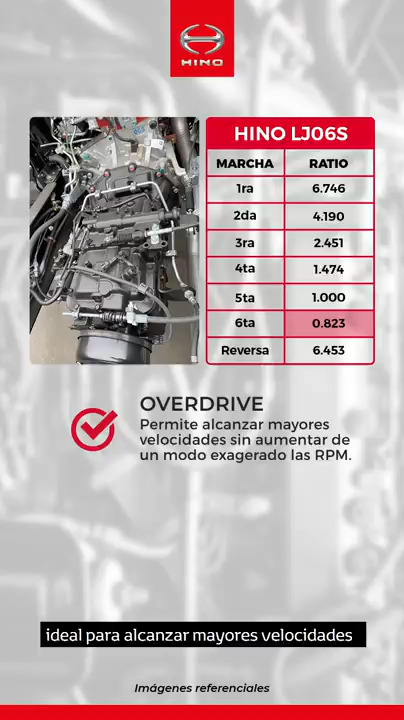 HINO
HINO LJ06S
MARCHA RATIO
1ra 6.746
2da 4.190
3ra 2.451
4ta 1.474
5ta 1.000
6ta 0.823
Reversa 6.453
OVERDRIVE
Permite alcanzar mayores
velocidades sin aumentar de
un modo exagerado las RPM.
ideal para alcanzar mayores velocidades
Imágenes referenciales